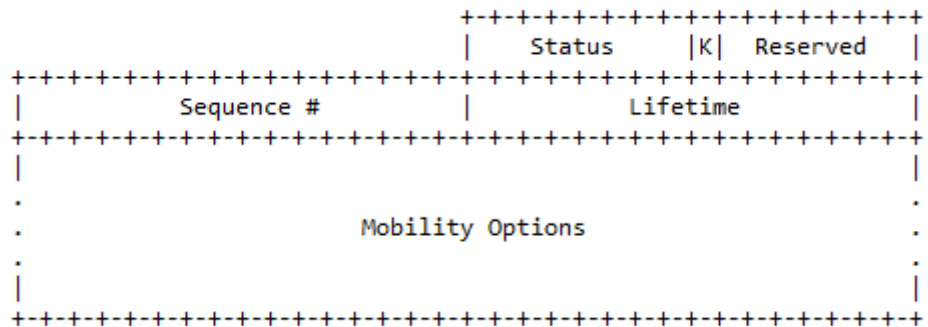 +-+-+-+-+-+-+-+-+-+-+-+-+-+-+-+-+
|    Status     |K|  Reserved   |
+-+-+-+-+-+-+-+-+-+-+-+-+-+-+-+-+-+-+-+-+-+-+-+-+-+-+-+-+-+-+-+-+
|           Sequence #          |           Lifetime            |
+-+-+-+-+-+-+-+-+-+-+-+-+-+-+-+-+-+-+-+-+-+-+-+-+-+-+-+-+-+-+-+-+
|                                                               |
.                                                               .
.                        Mobility Options                       .
.                                                               .
|                                                               |
+-+-+-+-+-+-+-+-+-+-+-+-+-+-+-+-+-+-+-+-+-+-+-+-+-+-+-+-+-+-+-+-+